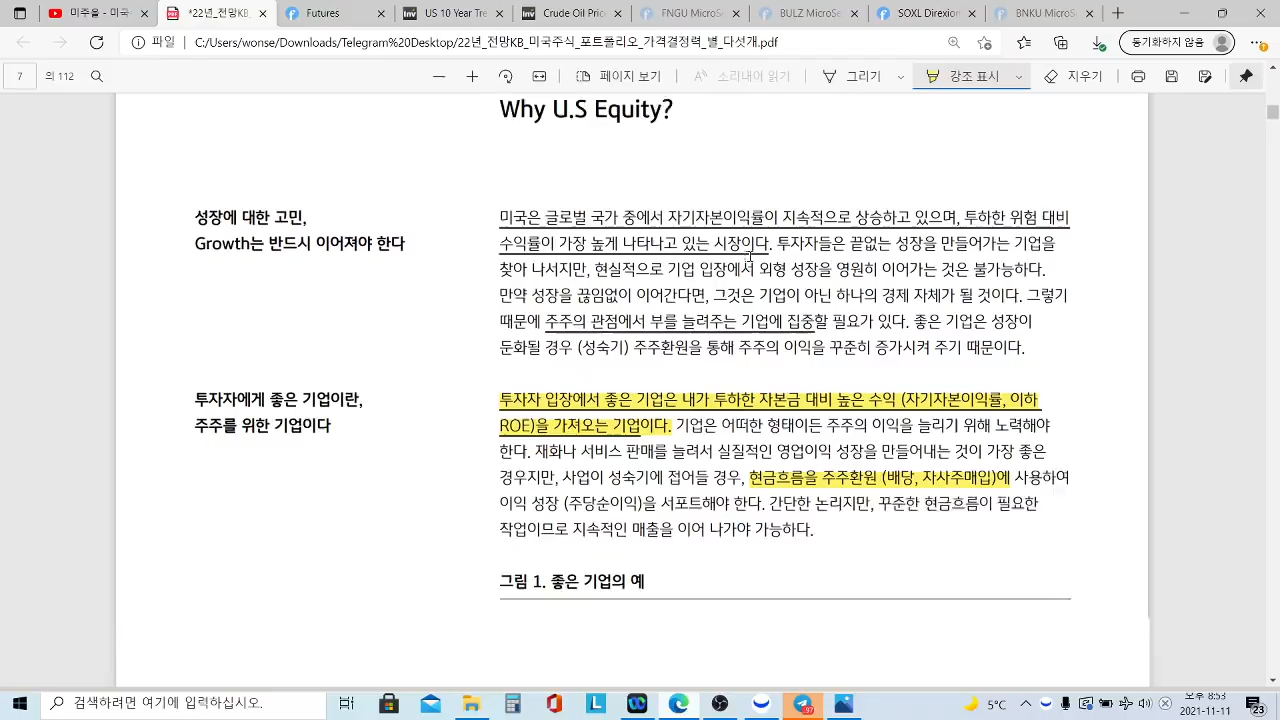 미주록 - 미국
*22년_전망KB_
Futures
US 10 Year T
Crude Oil Pric
FNGU MicroSe
BULZ MicroSe
SOXL Direxion
BNKU MicroSe
파일
C:/Users/wonse/Downloads/Telegram%20Desktop/22년_전망KB_미국주식_포트폴리오_가격결정력_별_다섯개.pdf
동기화하지 않음
7 의 112
페이지 보기
소리내어 읽기
그리기
강조 표시
지우기
Why U.S Equity?
성장에 대한 고민,
Growth는 반드시 이어져야 한다
미국은 글로벌 국가 중에서 자기자본이익률이 지속적으로 상승하고 있으며, 투하한 위험 대비
수익률이 가장 높게 나타나고 있는 시장이다. 투자자들은 끝없는 성장을 만들어가는 기업을
찾아 나서지만, 현실적으로 기업 입장에서 외형 성장을 영원히 이어가는 것은 불가능하다.
만약 성장을 끊임없이 이어간다면, 그것은 기업이 아닌 하나의 경제 자체가 될 것이다. 그렇기
때문에 주주의 관점에서 부를 늘려주는 기업에 집중할 필요가 있다. 좋은 기업은 성장이
둔화될 경우 (성숙기) 주주환원을 통해 주주의 이익을 꾸준히 증가시켜 주기 때문이다.
투자자에게 좋은 기업이란,
주주를 위한 기업이다
투자자 입장에서 좋은 기업은 내가 투하한 자본금 대비 높은 수익 (자기자본이익률, 이하
ROE)을 가져오는 기업이다. 기업은 어떠한 형태이든 주주의 이익을 늘리기 위해 노력해야
한다. 재화나 서비스 판매를 늘려서 실질적인 영업이익 성장을 만들어내는 것이 가장 좋은
경우지만, 사업이 성숙기에 접어들 경우, 현금흐름을 주주환원 (배당, 자사주매입)에 사용하여
이익 성장 (주당순이익)을 서포트해야 한다. 간단한 논리지만, 꾸준한 현금흐름이 필요한
작업이므로 지속적인 매출을 이어 나가야 가능하다.
그림 1. 좋은 기업의 예
검색하려면 여기에 입력하십시오.
97
5°C
오후 8:53
2021-11-11
23